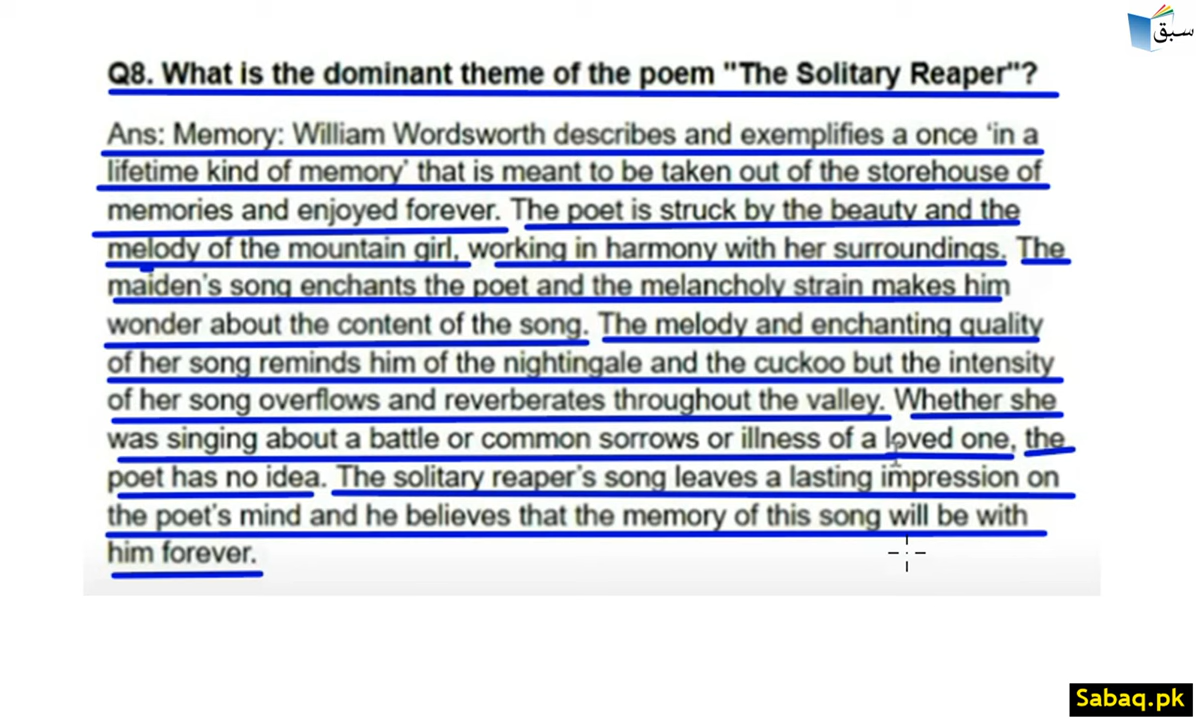 سبق
Q8. What is the dominant theme of the poem "The Solitary Reaper"?
Ans: Memory: William Wordsworth describes and exemplifies a once ‘in a
lifetime kind of memory’ that is meant to be taken out of the storehouse of
memories and enjoyed forever. The poet is struck by the beauty and the
melody of the mountain girl, working in harmony with her surroundings. The
maiden’s song enchants the poet and the melancholy strain makes him
wonder about the content of the song. The melody and enchanting quality
of her song reminds him of the nightingale and the cuckoo but the intensity
of her song overflows and reverberates throughout the valley. Whether she
was singing about a battle or common sorrows or illness of a loved one, the
poet has no idea. The solitary reaper’s song leaves a lasting impression on
the poet’s mind and he believes that the memory of this song will be with
him forever.
Sabaq.pk